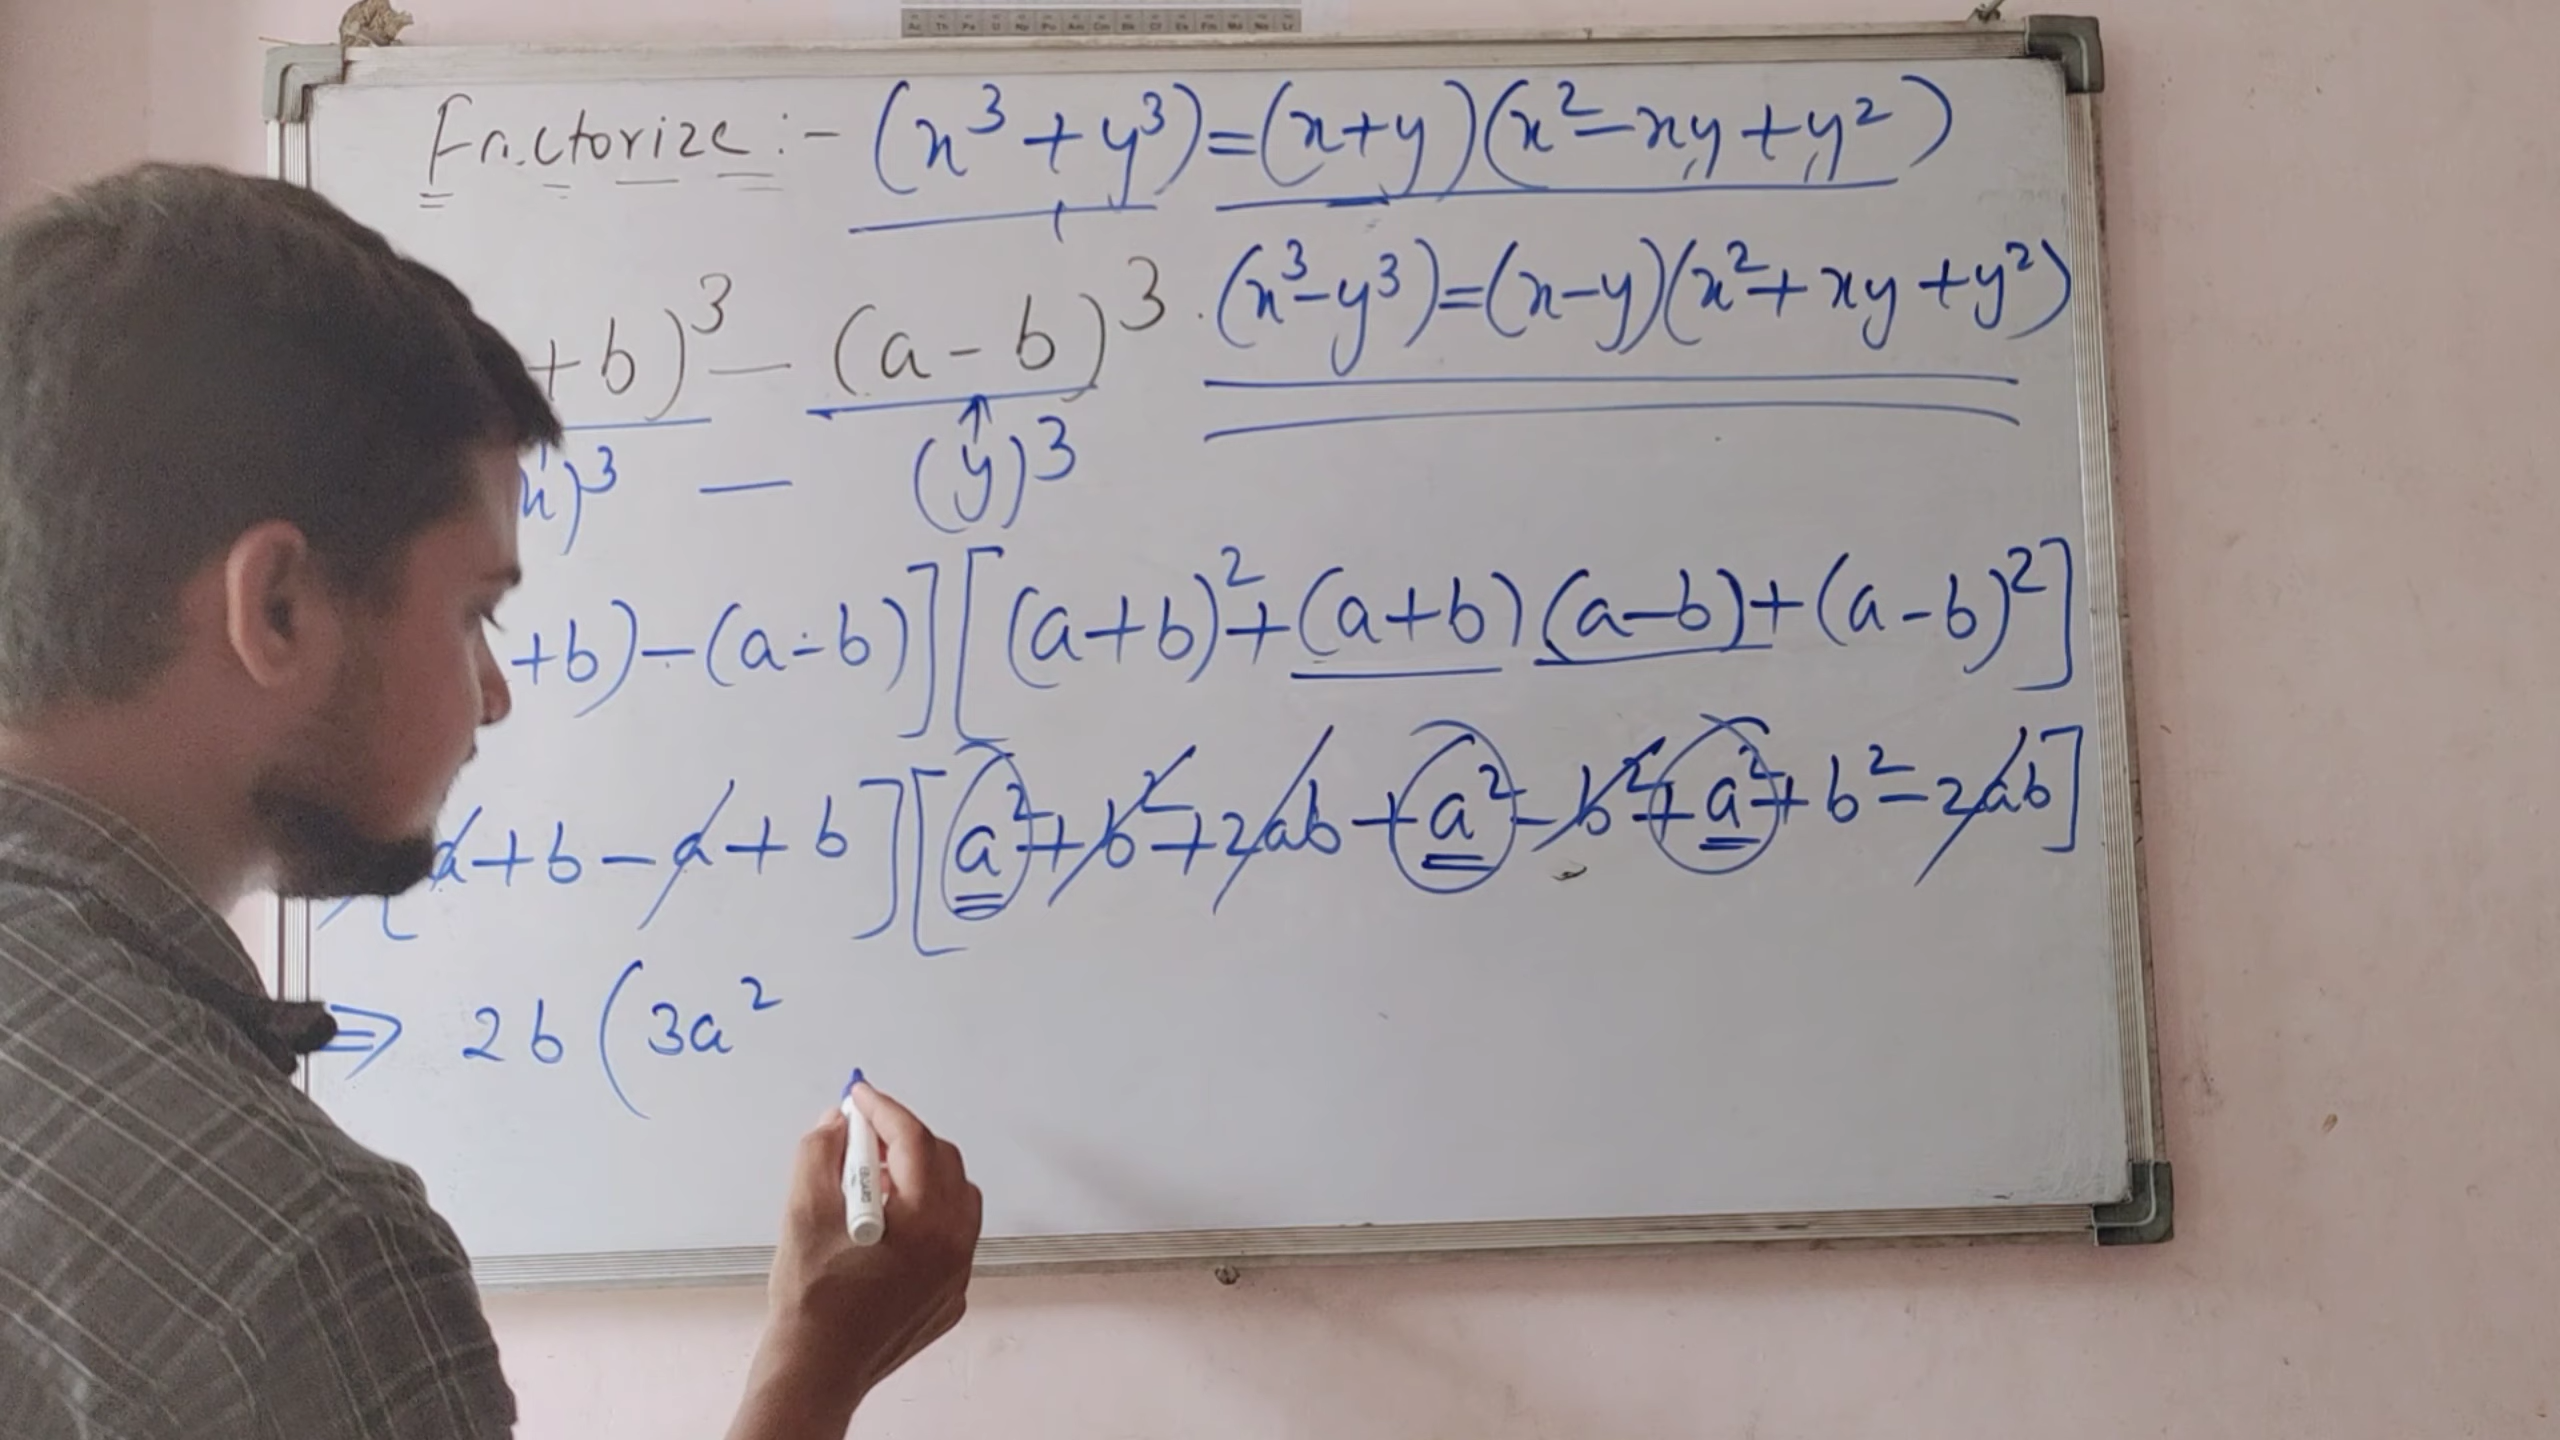 Factorize :- (x³ + y³) = (x+y)(x² - xy + y²)
+ b)³ - (a - b)³ . (x³ - y³) = (x-y)(x² + xy + y²)
x)³ - (y)³
+b) - (a - b)] [(a+b)² + (a+b) (a-b) + (a-b)²]
a + b - a + b] [a² + b² + 2ab + a² - b² + a² + b² - 2ab]
⇒ 2b (3a²